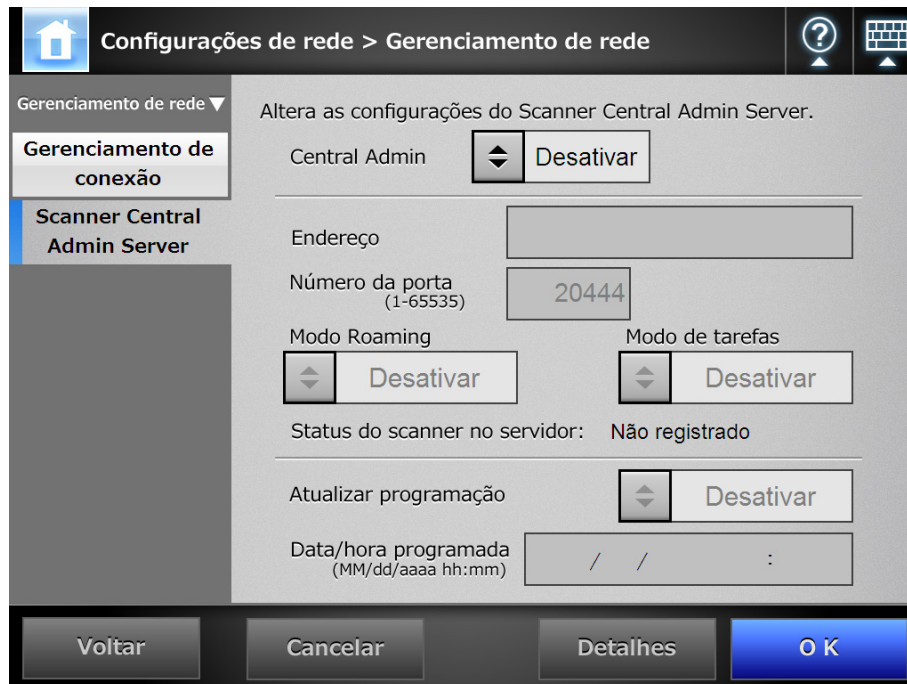 Configurações de rede > Gerenciamento de rede
?
Gerenciamento de rede ▼
Gerenciamento de
conexão
Scanner Central
Admin Server
Altera as configurações do Scanner Central Admin Server.
Central Admin Desativar
Endereço
Número da porta 20444
(1-65535)
Modo Roaming Modo de tarefas
Desativar Desativar
Status do scanner no servidor: Não registrado
Atualizar programação Desativar
Data/hora programada / / :
(MM/dd/aaaa hh:mm)
Voltar Cancelar Detalhes OK